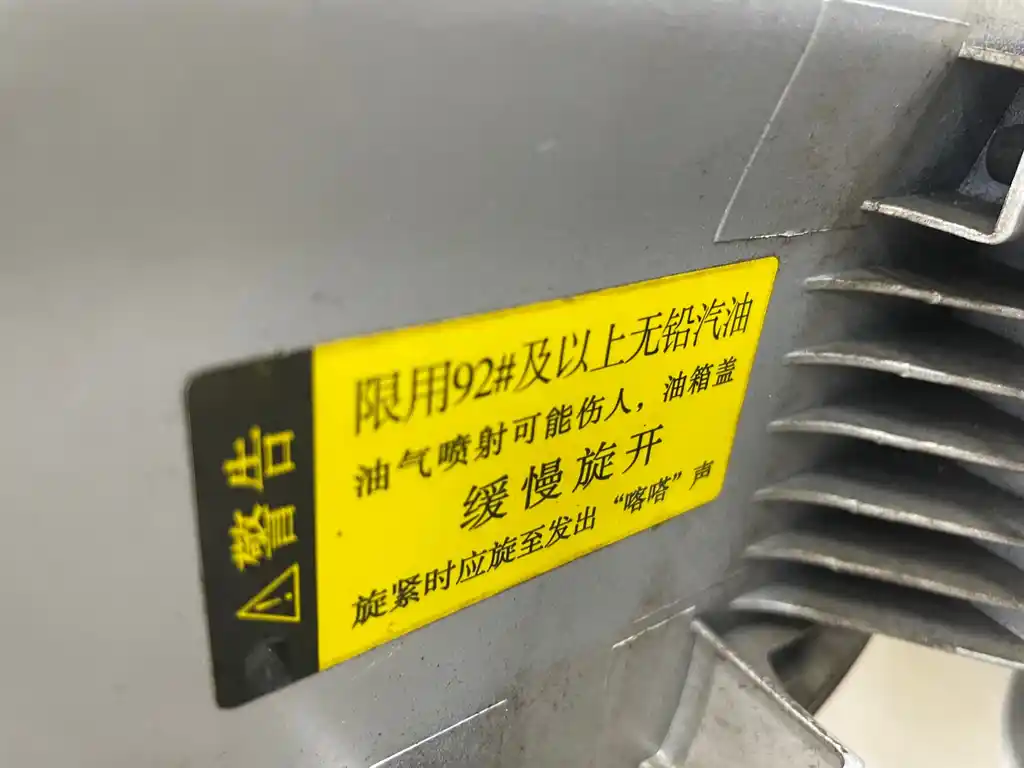 警告
限用92#及以上无铅汽油
油气喷射可能伤人，油箱盖
缓慢旋开
旋紧时应旋至发出“喀嗒”声